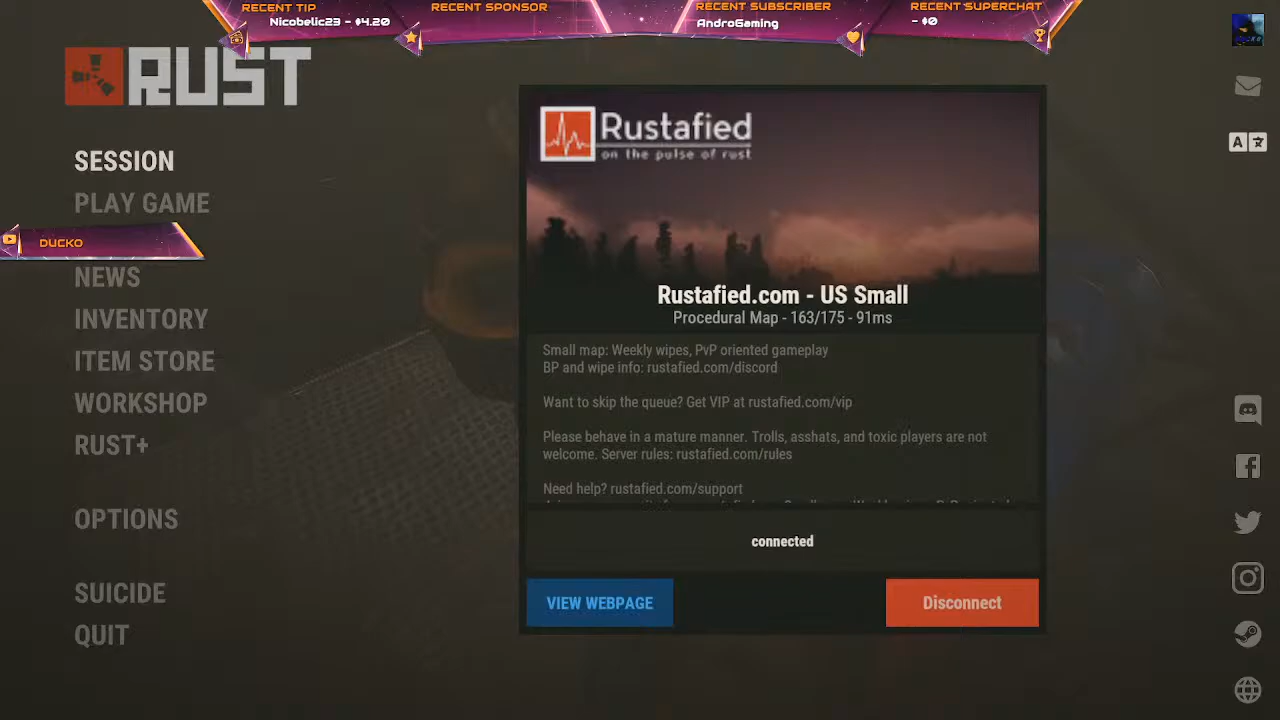 RECENT TIP
Nicobelic23 - $4.20
RECENT SPONSOR
RECENT SUBSCRIBER
AndroGaming
RECENT SUPERCHAT
- $0
RUST
SESSION
PLAY GAME
DUCKO
NEWS
INVENTORY
ITEM STORE
WORKSHOP
RUST+
OPTIONS
SUICIDE
QUIT
Rustafied
on the pulse of rust
Rustafied.com - US Small
Procedural Map - 163/175 - 91ms
Small map: Weekly wipes, PvP oriented gameplay
BP and wipe info: rustafied.com/discord
Want to skip the queue? Get VIP at rustafied.com/vip
Please behave in a mature manner. Trolls, asshats, and toxic players are not
welcome. Server rules: rustafied.com/rules
Need help? rustafied.com/support
connected
VIEW WEBPAGE
Disconnect
A